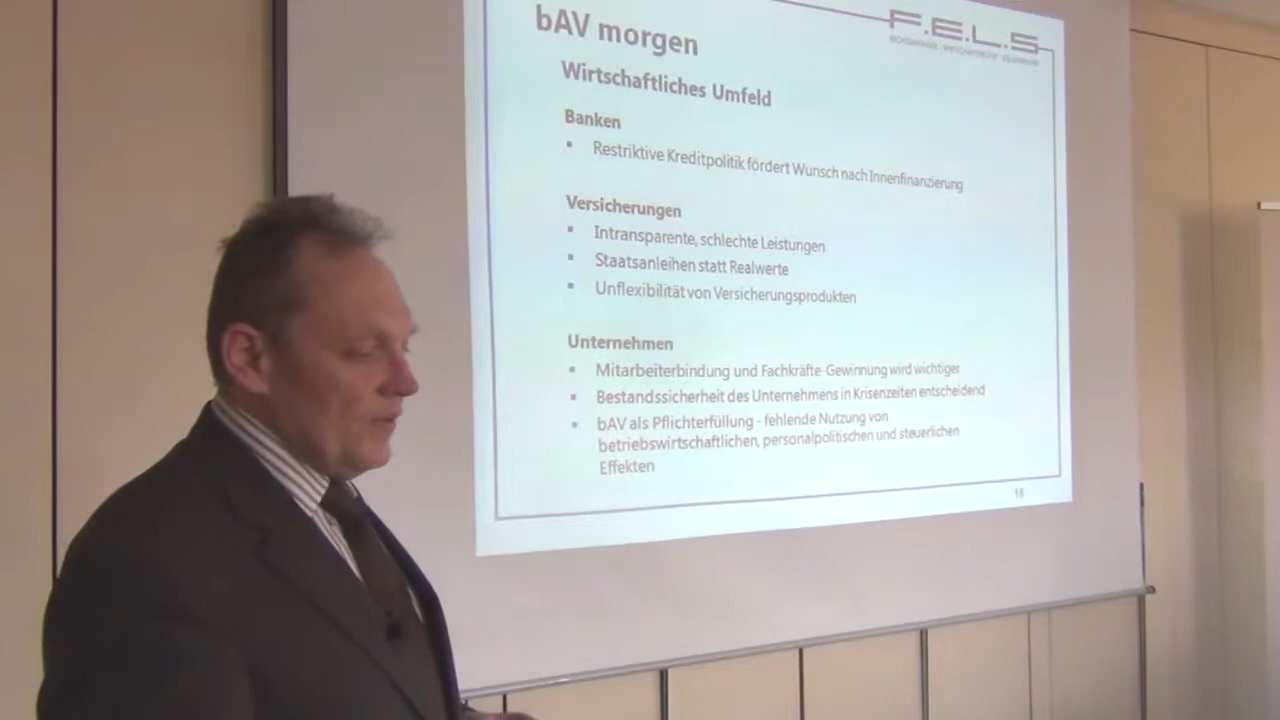 bAV morgen
F.E.L.S
Wirtschaftliches Umfeld
Banken
▪ Restriktive Kreditpolitik fördert Wunsch nach Innenfinanzierung
Versicherungen
▪ Intransparente, schlechte Leistungen
▪ Staatsanleihen statt Realwerte
▪ Unflexibilität von Versicherungsprodukten
Unternehmen
▪ Mitarbeiterbindung und Fachkräfte-Gewinnung wird wichtiger
▪ Bestandssicherheit des Unternehmens in Krisenzeiten entscheidend
▪ bAV als Pflichterfüllung - fehlende Nutzung von
betriebswirtschaftlichen, personalpolitischen und steuerlichen
Effekten